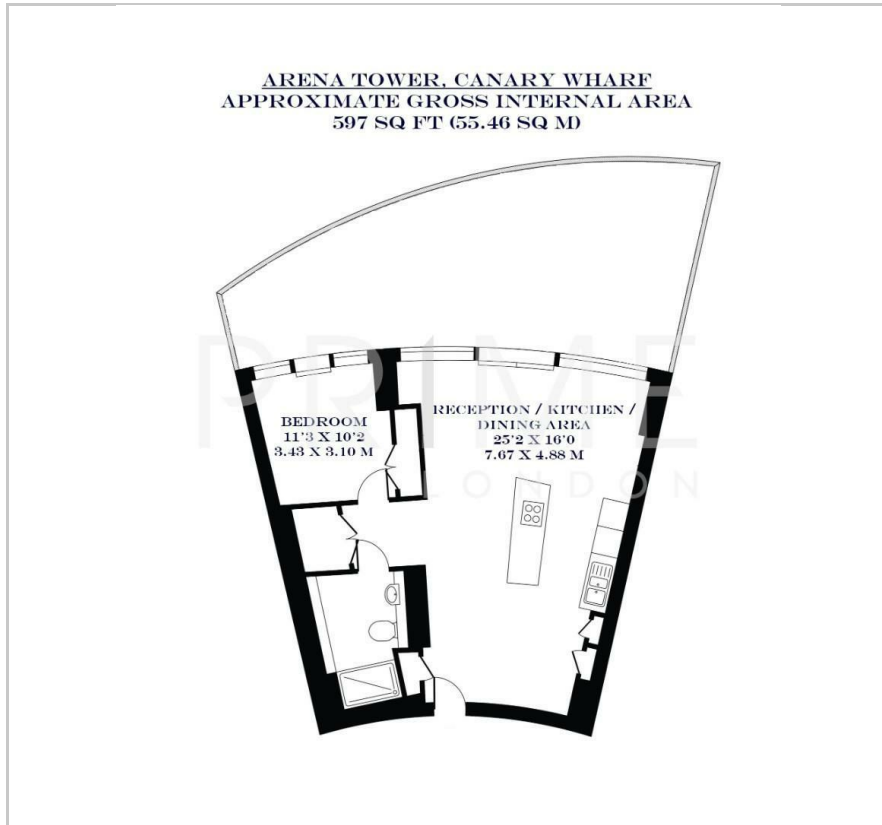 ARENA TOWER, CANARY WHARF
APPROXIMATE GROSS INTERNAL AREA
597 SQ FT (55.46 SQ M)
PRIME
LONDON
BEDROOM
11'3 X 10'2
3.43 X 3.10 M
RECEPTION / KITCHEN /
DINING AREA
25'2 X 16'0
7.67 X 4.88 M